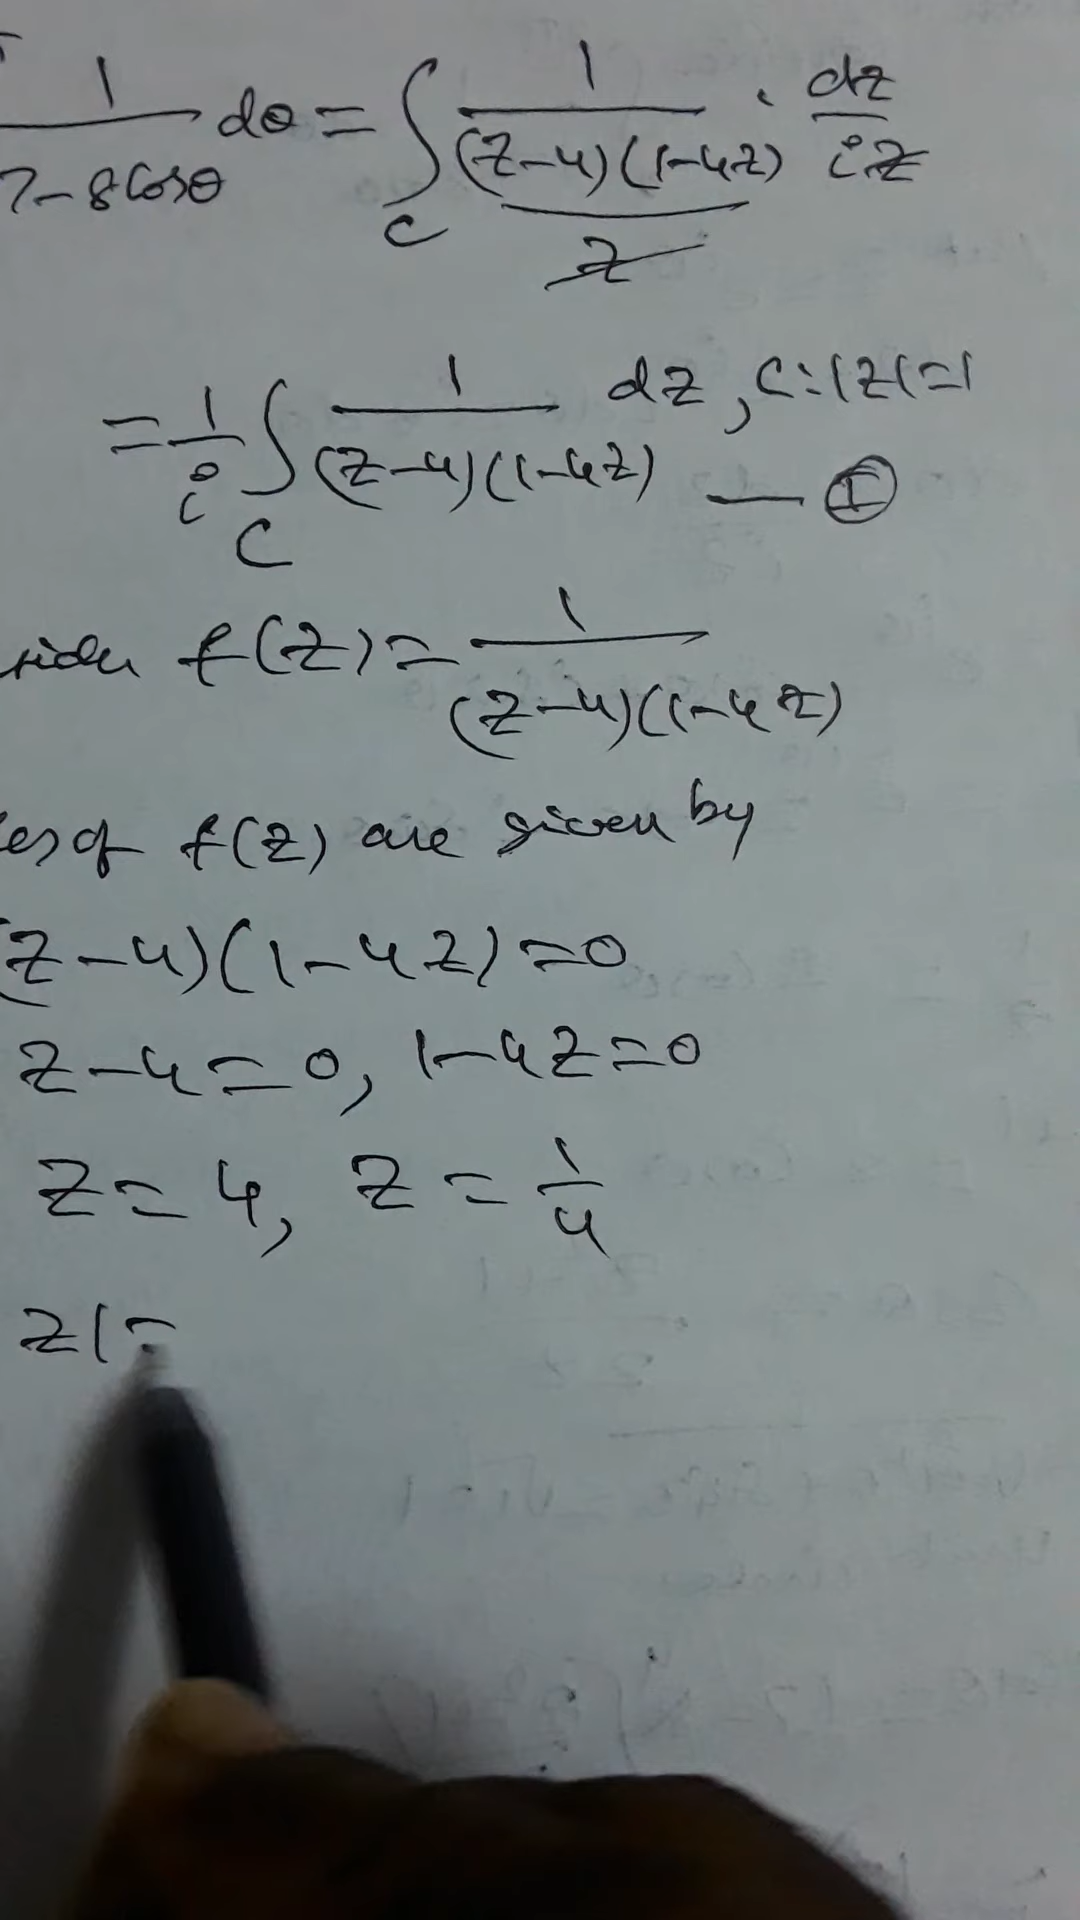 1/(7-8cosθ) dθ = ∫_C 1/((z-4)(1-4z)/z) · dz/(iz)
= 1/i ∫_C 1/((z-4)(1-4z)) dz, C:|z|=1 — Ⓘ
sider f(z) = 1/((z-4)(1-4z))
es of f(z) are given by
(z-4)(1-4z)=0
z-4=0, 1-4z=0
z=4, z=1/4
z|=